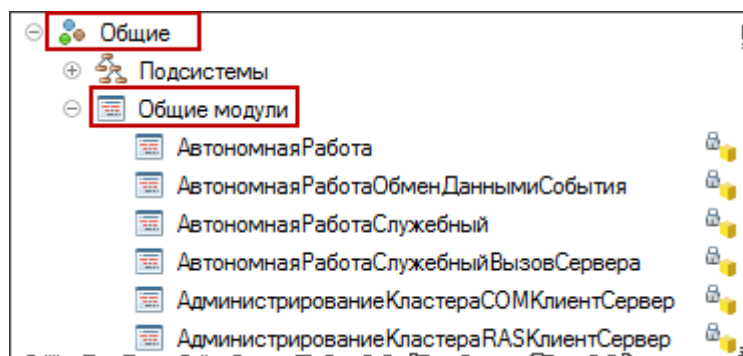 Общие
Подсистемы
Общие модули
АвтономнаяРабота
АвтономнаяРаботаОбменДаннымиСобытия
АвтономнаяРаботаСлужебный
АвтономнаяРаботаСлужебныйВызовСервера
АдминистрированиеКластераCOMКлиентСервер
АдминистрированиеКластераRASКлиентСервер